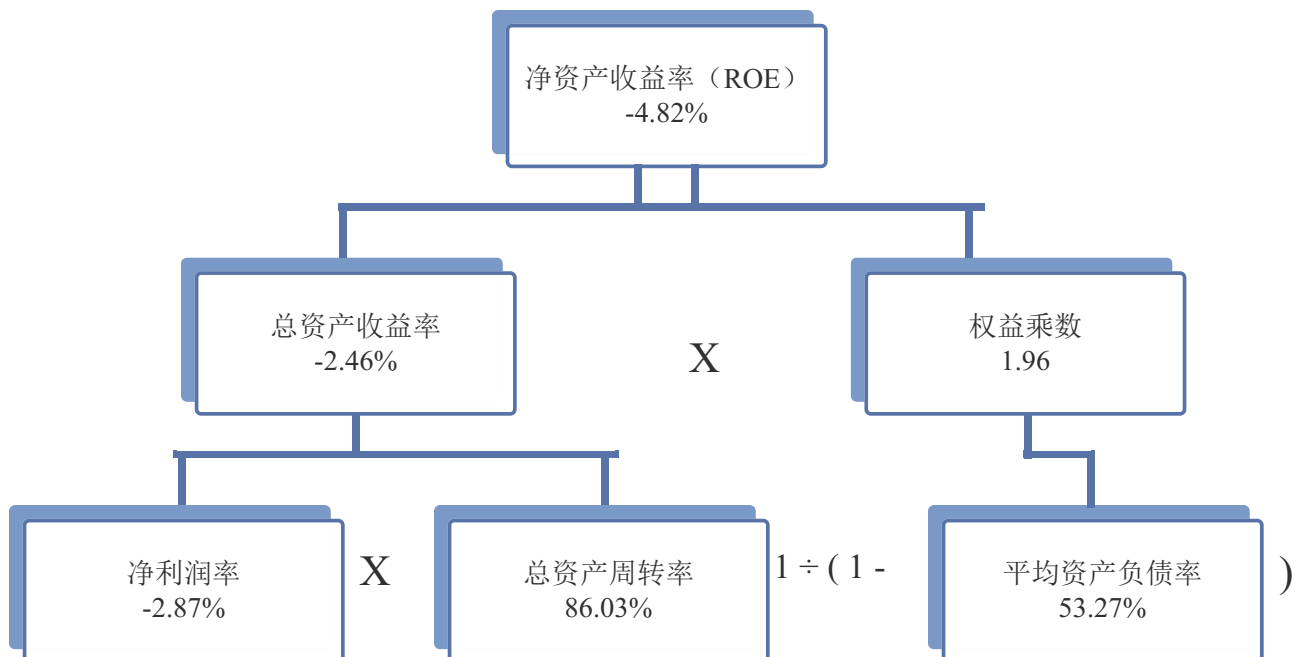 净资产收益率（ROE）
-4.82%
总资产收益率
-2.46%
X
权益乘数
1.96
净利润率
-2.87%
X
总资产周转率
86.03%
1 ÷ ( 1 -
平均资产负债率
53.27%
)